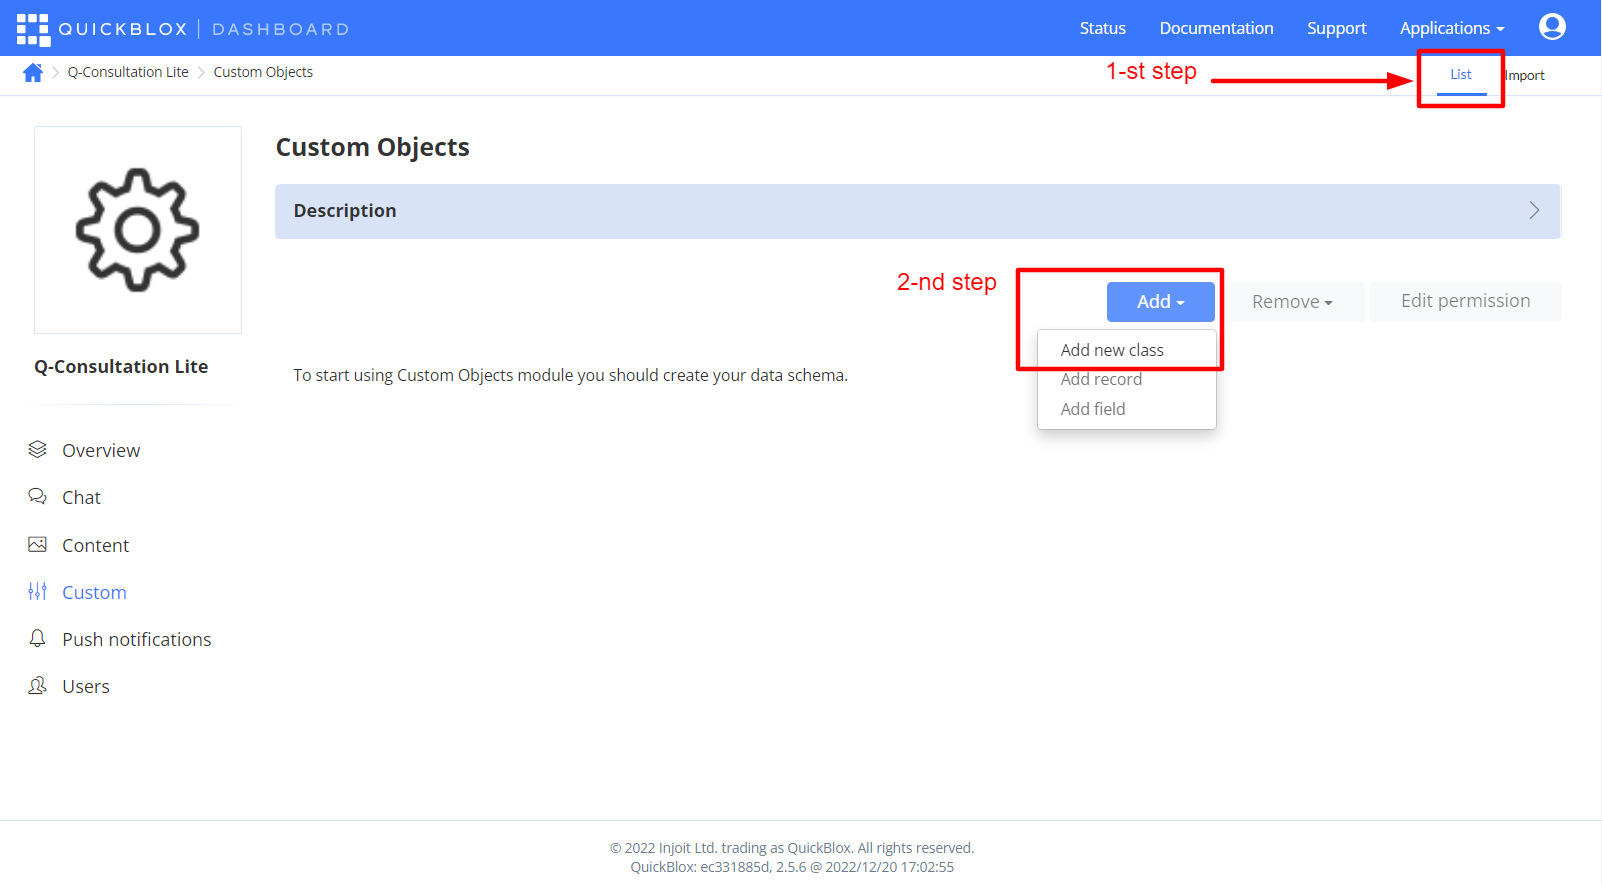 QUICKBLOX | DASHBOARD
Status Documentation Support Applications
Q-Consultation Lite > Custom Objects
1-st step
List
Import
Custom Objects
Description
2-nd step
Add
Remove
Edit permission
Add new class
Add record
Add field
To start using Custom Objects module you should create your data schema.
Q-Consultation Lite
Overview
Chat
Content
Custom
Push notifications
Users
© 2022 Injoit Ltd. trading as QuickBlox. All rights reserved.
QuickBlox: ec331885d, 2.5.6 @ 2022/12/20 17:02:55